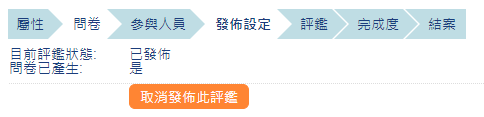 屬性 問卷 參與人員 發佈設定 評鑑 完成度 結案
目前評鑑狀態: 已發佈
問卷已產生: 是
取消發佈此評鑑